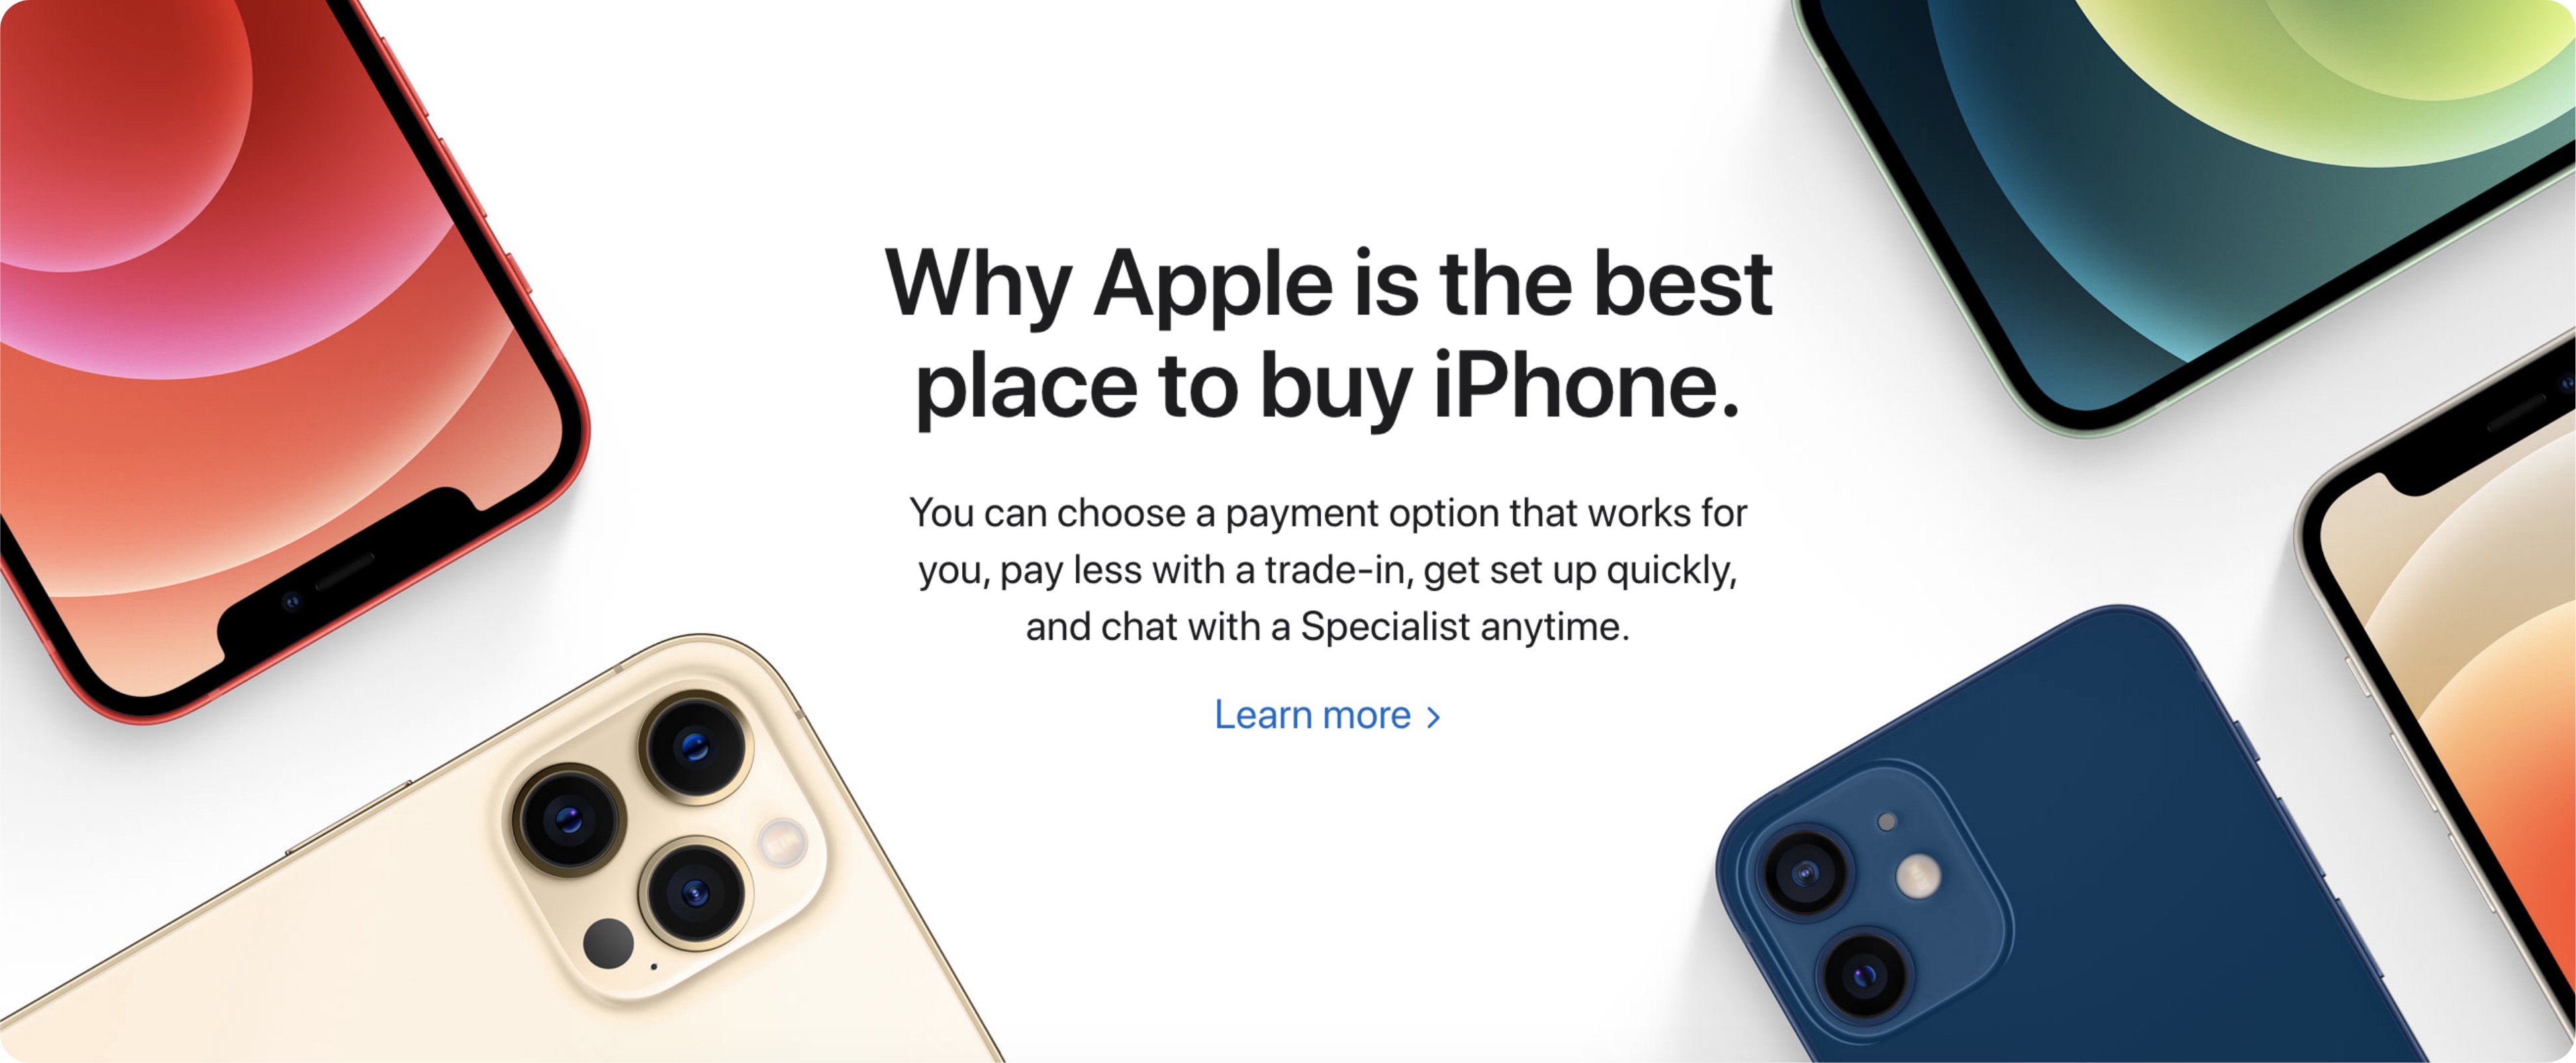 Why Apple is the best
place to buy iPhone.
You can choose a payment option that works for
you, pay less with a trade-in, get set up quickly,
and chat with a Specialist anytime.
Learn more >